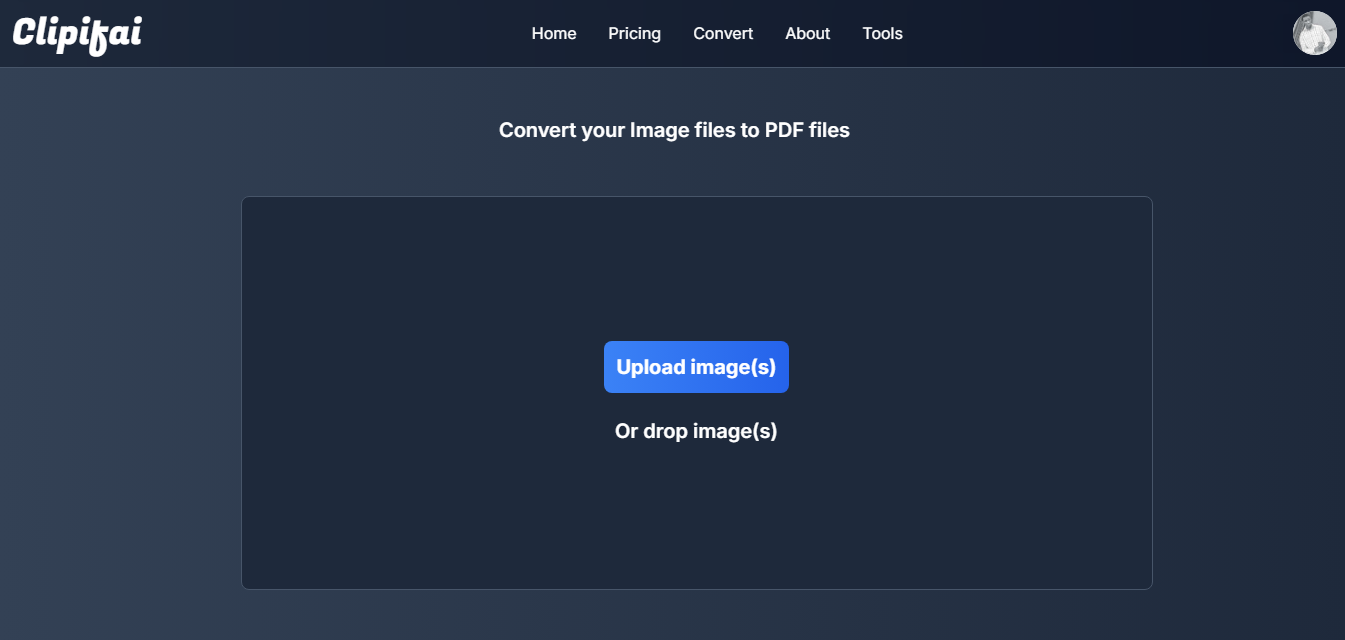 Clipifai
Home Pricing Convert About Tools
Convert your Image files to PDF files
Upload image(s)
Or drop image(s)